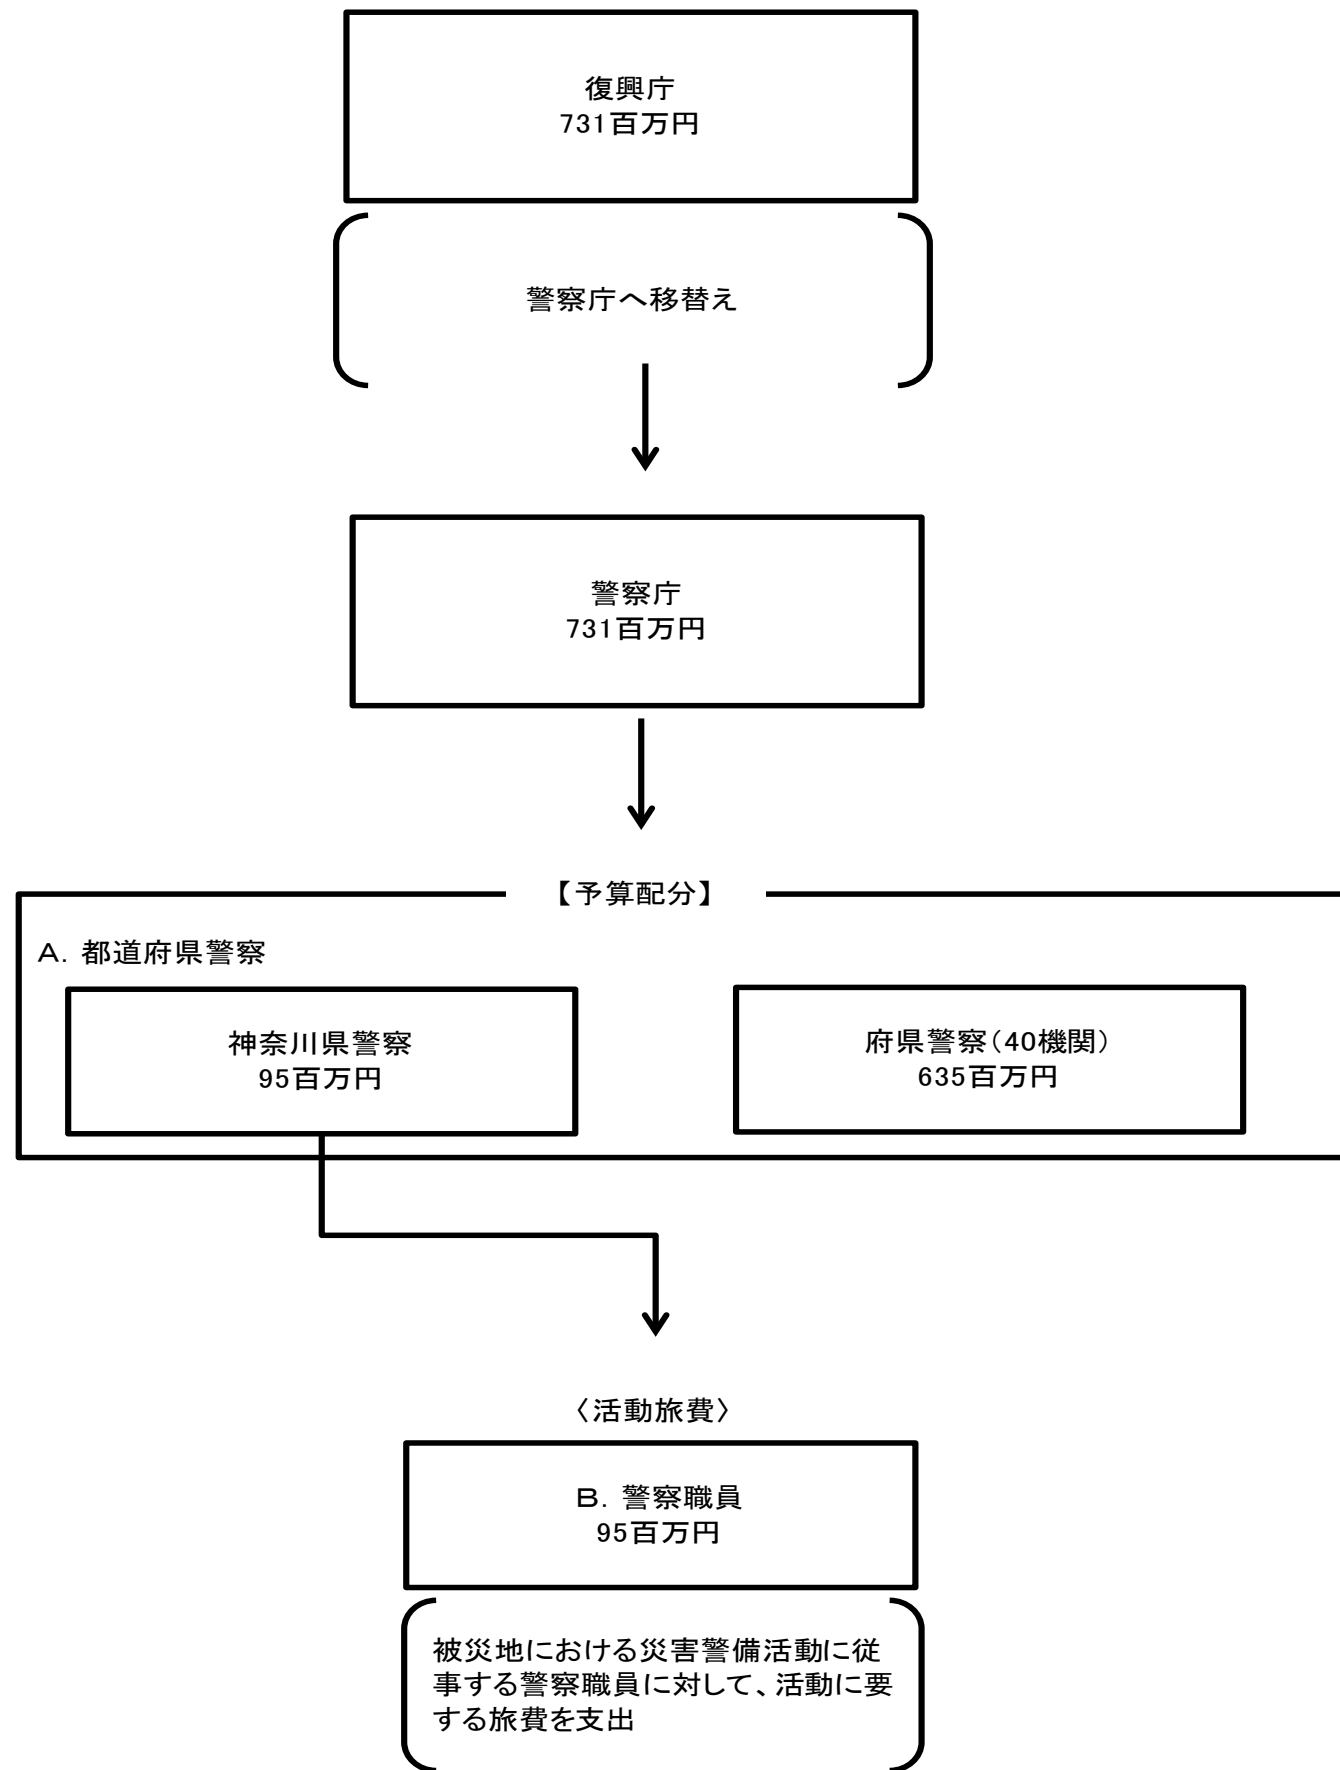 復興庁
731百万円
警察庁へ移替え
警察庁
731百万円
【予算配分】
A．都道府県警察
神奈川県警察
95百万円
府県警察（40機関）
635百万円
〈活動旅費〉
B．警察職員
95百万円
被災地における災害警備活動に従
事する警察職員に対して、活動に要
する旅費を支出